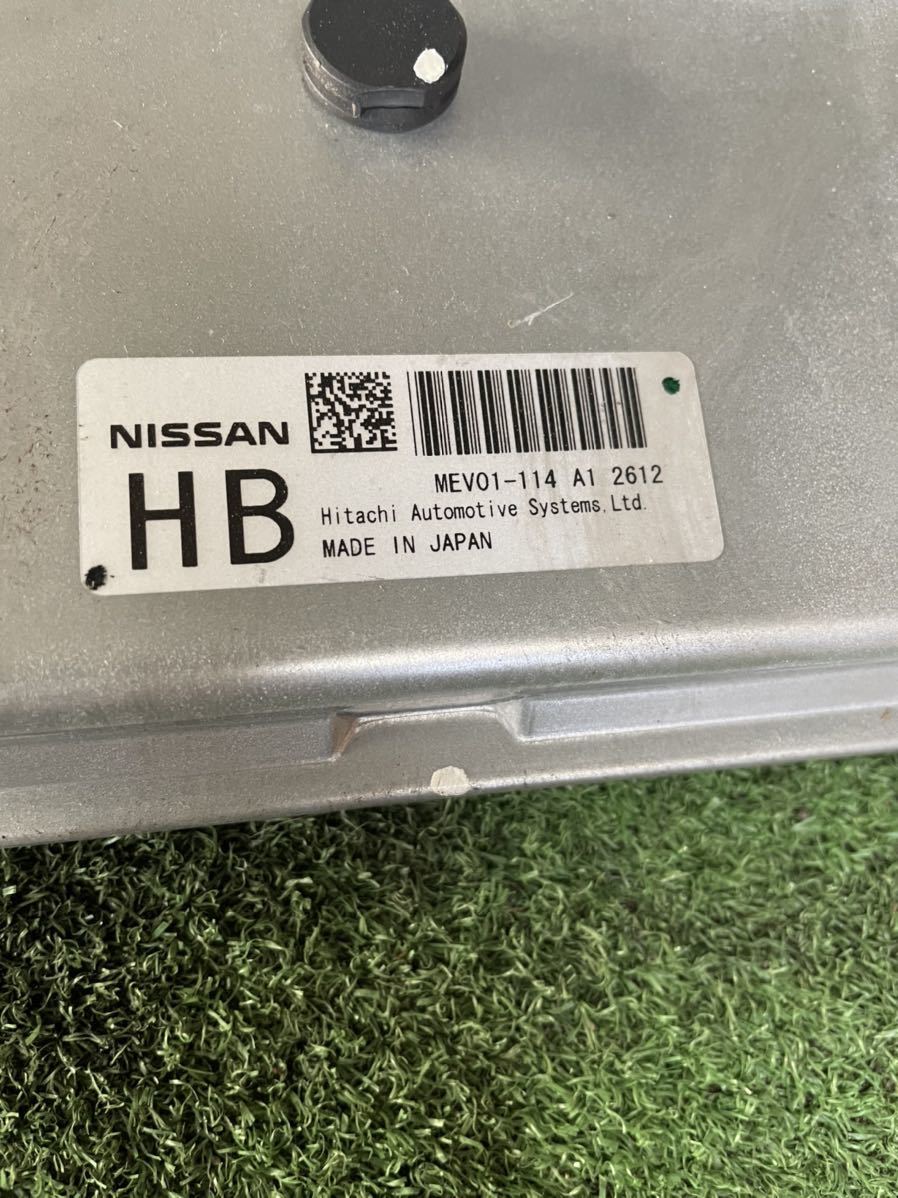 NISSAN
HB
MEV01-114 A1 2612
Hitachi Automotive Systems,Ltd.
MADE IN JAPAN